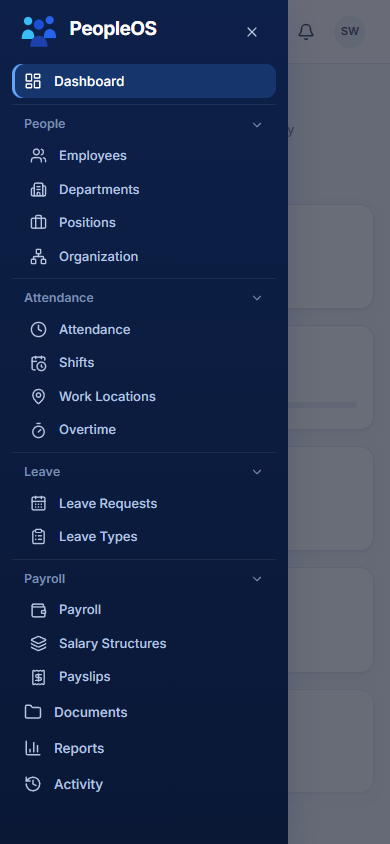 PeopleOS
SW
Dashboard
People
y
Employees
Departments
Positions
Organization
Attendance
Attendance
Shifts
Work Locations
Overtime
Leave
Leave Requests
Leave Types
Payroll
Payroll
Salary Structures
Payslips
Documents
Reports
Activity